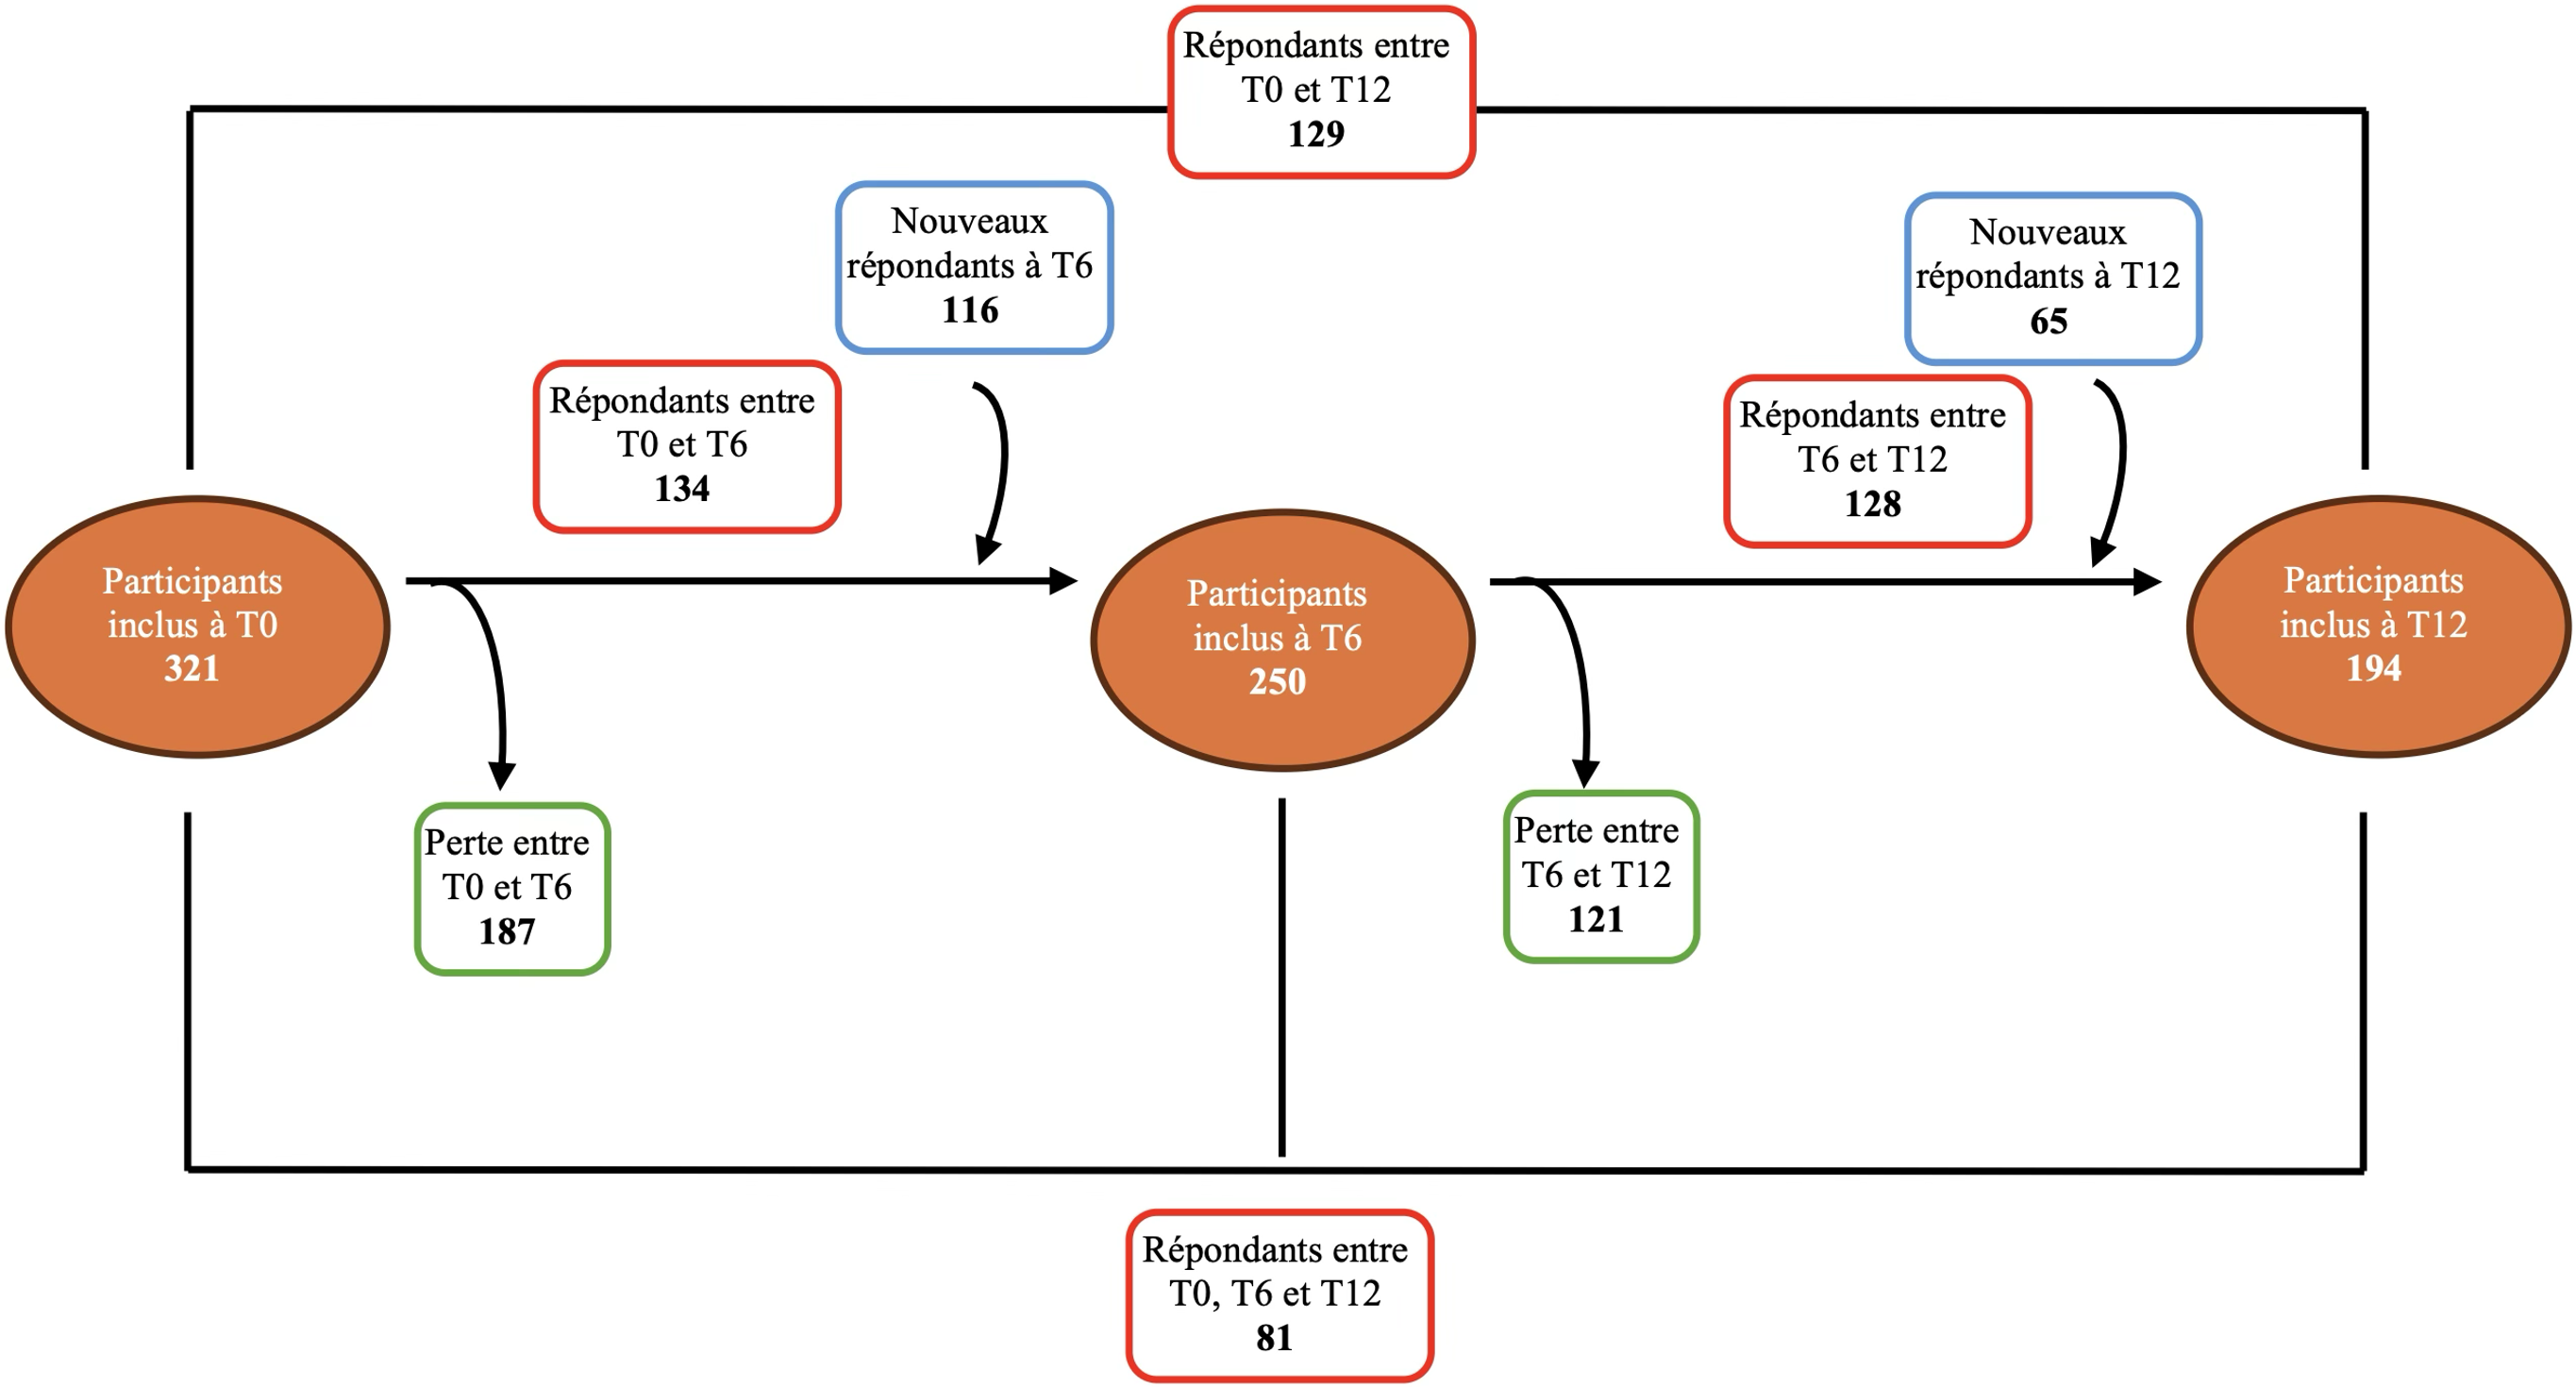 Répondants entre
T0 et T12
129
Nouveaux
répondants à T6
116
Nouveaux
répondants à T12
65
Répondants entre
T0 et T6
134
Répondants entre
T6 et T12
128
Participants
inclus à T0
321
Participants
inclus à T6
250
Participants
inclus à T12
194
Perte entre
T0 et T6
187
Perte entre
T6 et T12
121
Répondants entre
T0, T6 et T12
81